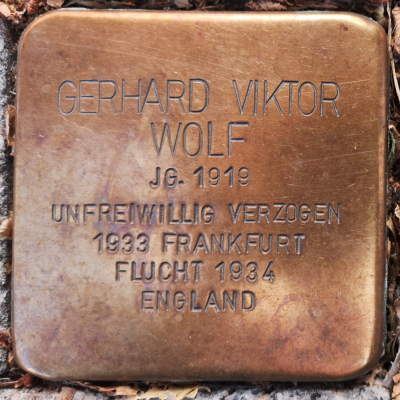 GERHARD VIKTOR
WOLF
JG. 1919
UNFREIWILLIG VERZOGEN
1933 FRANKFURT
FLUCHT 1934
ENGLAND